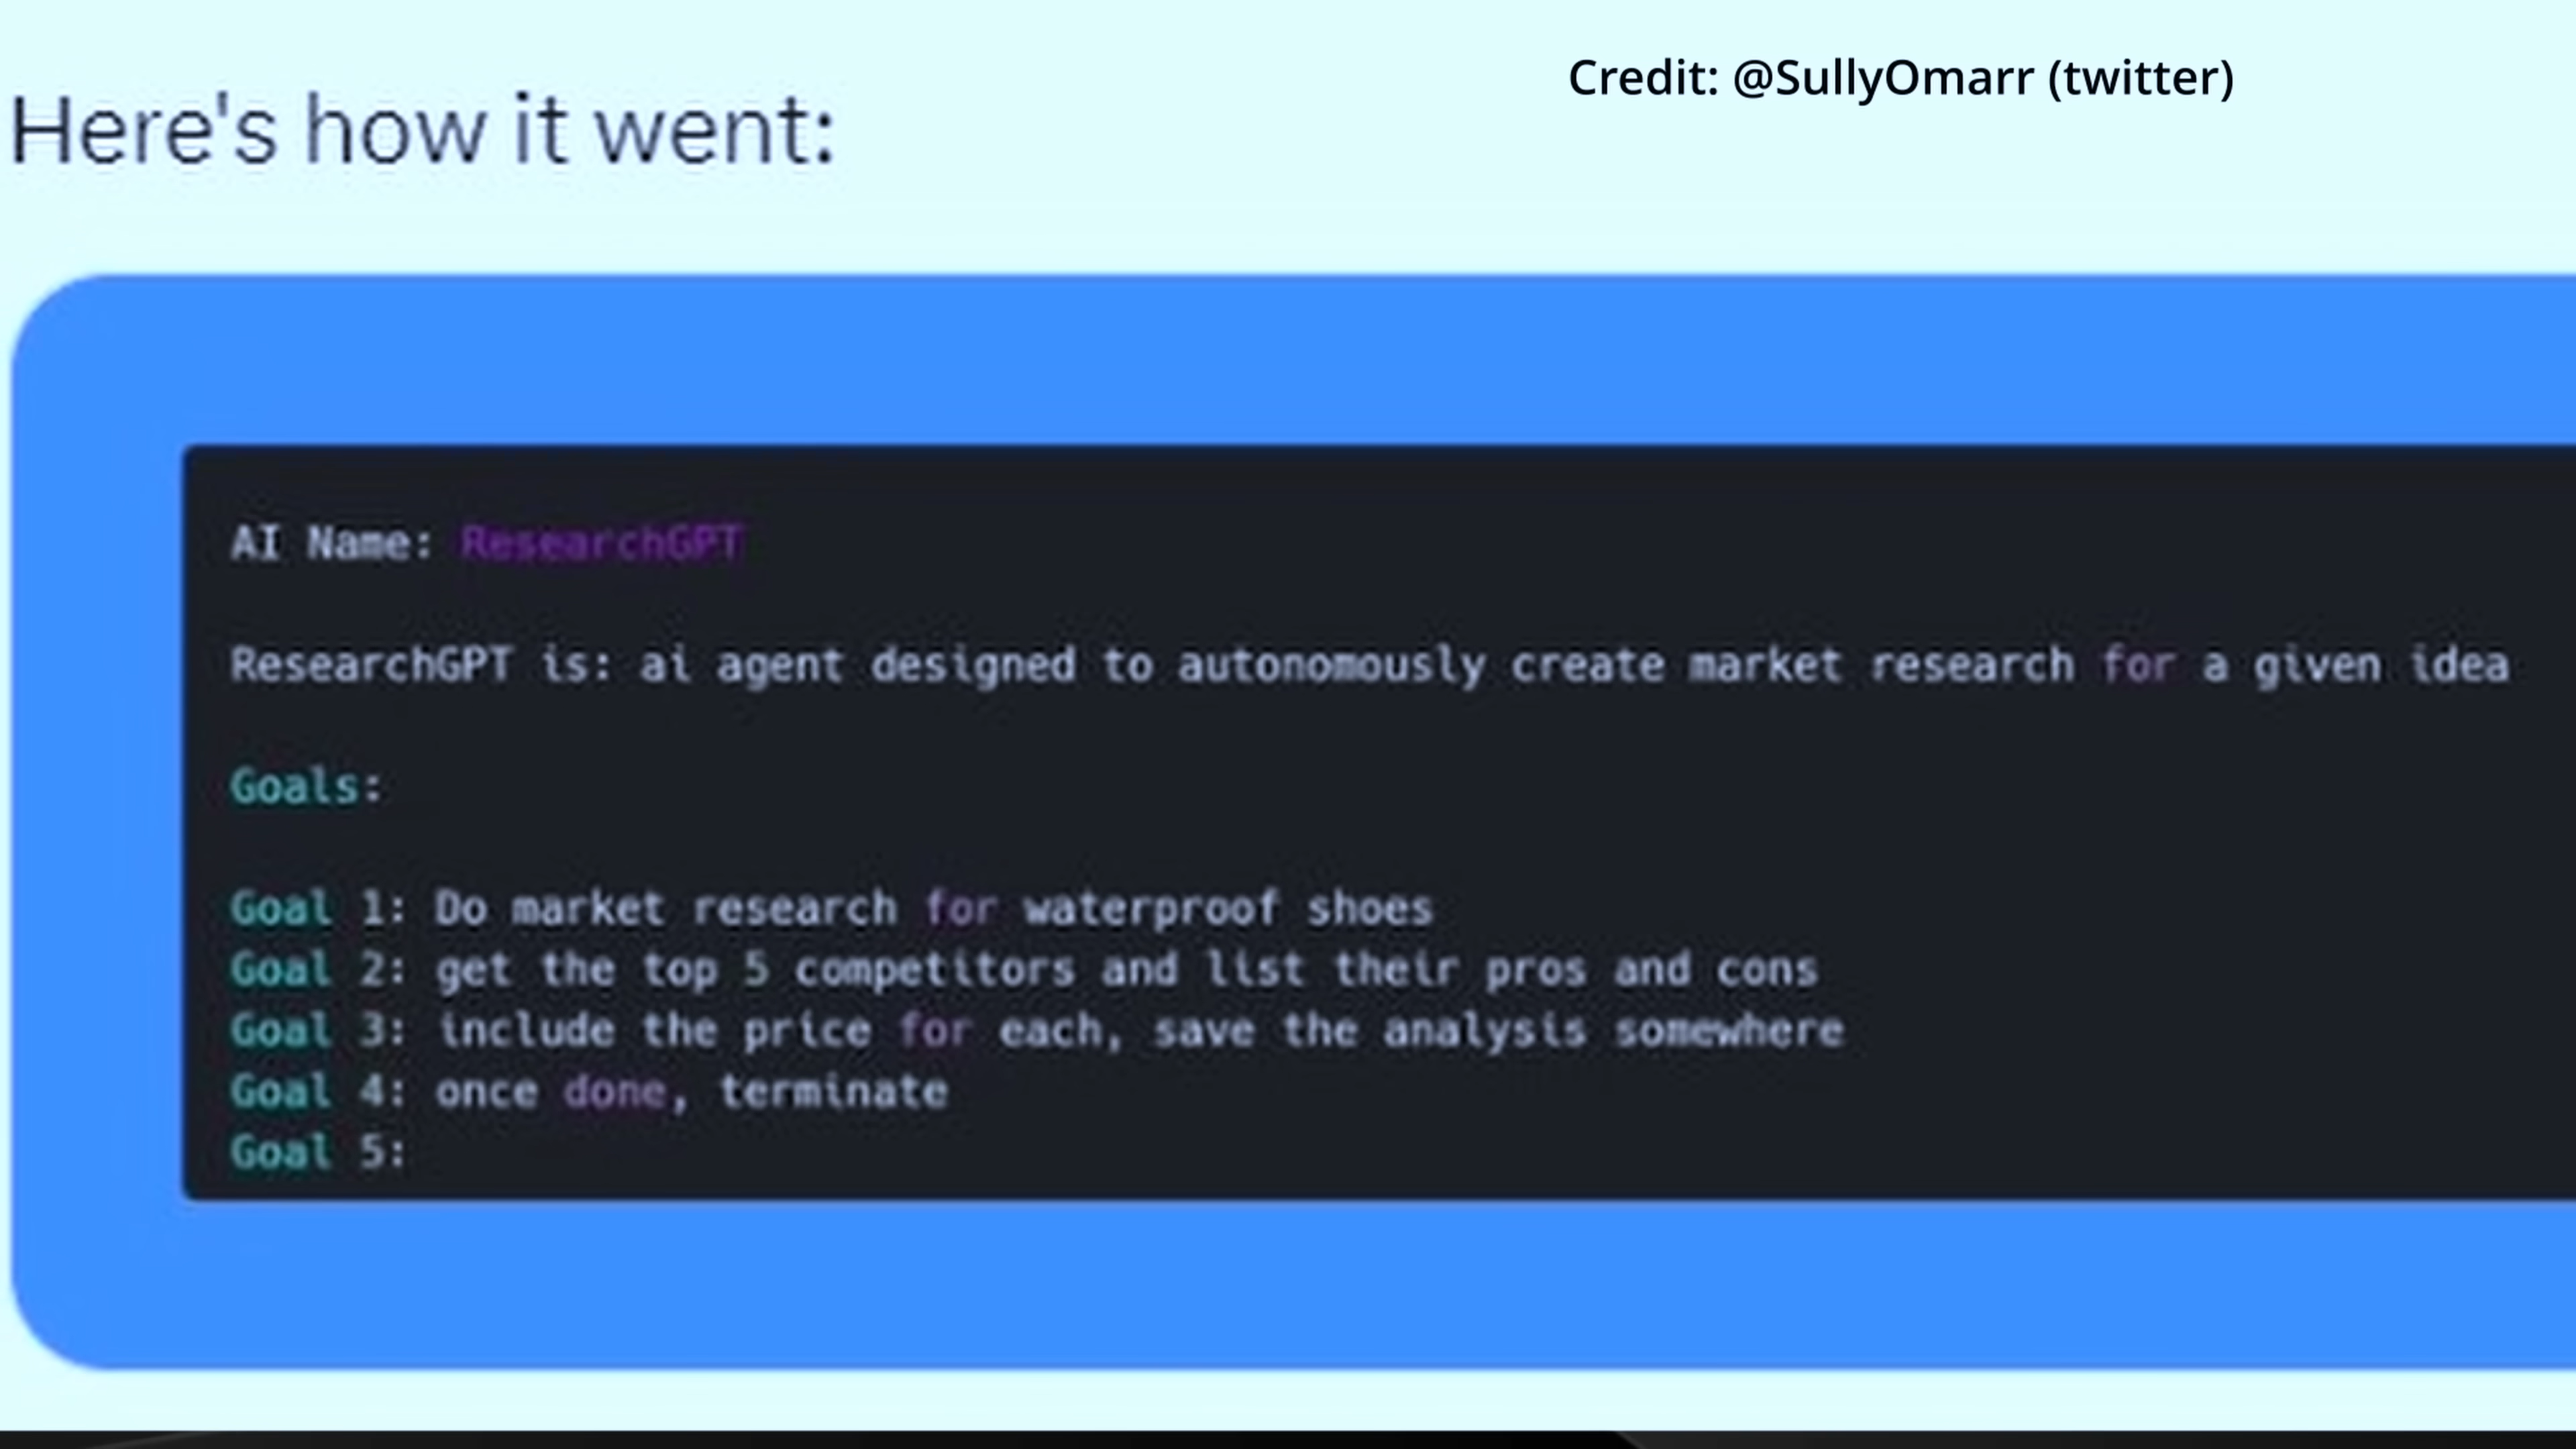 Credit: @SullyOmarr (twitter)
Here's how it went:
AI Name: ResearchGPT
ResearchGPT is: ai agent designed to autonomously create market research for a given idea
Goals:
Goal 1: Do market research for waterproof shoes
Goal 2: get the top 5 competitors and list their pros and cons
Goal 3: include the price for each, save the analysis somewhere
Goal 4: once done, terminate
Goal 5: